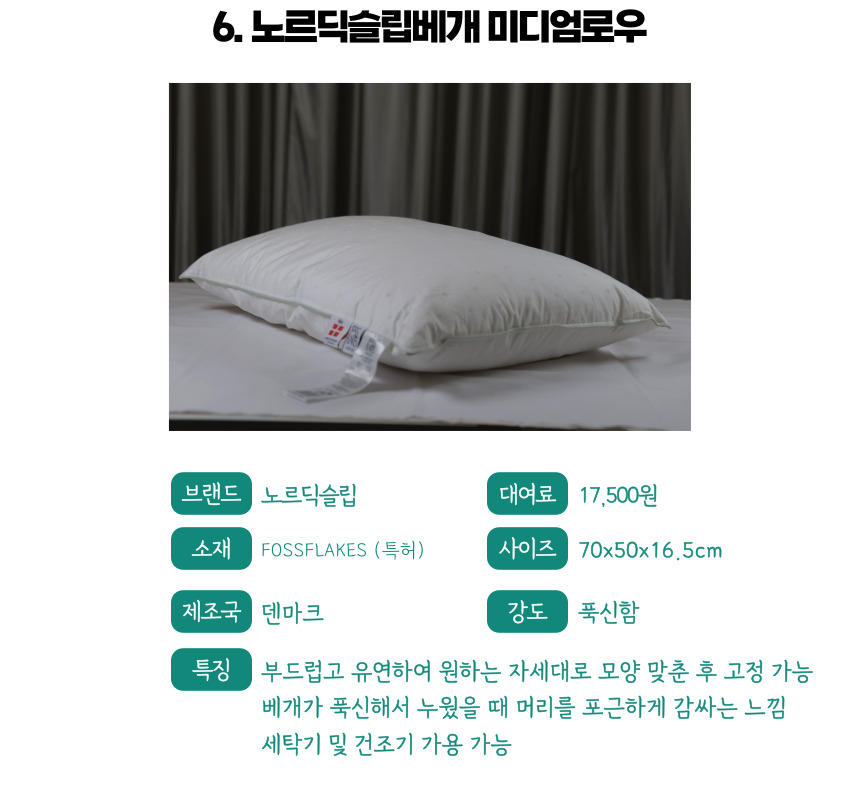 6. 노르딕슬립베개 미디엄로우
브랜드 노르딕슬립 대여료 17,500원
소재 FOSSFLAKES (특허) 사이즈 70x50x16.5cm
제조국 덴마크 강도 푹신함
특징 부드럽고 유연하여 원하는 자세대로 모양 맞춘 후 고정 가능
베개가 푹신해서 누웠을 때 머리를 포근하게 감싸는 느낌
세탁기 및 건조기 가용 가능